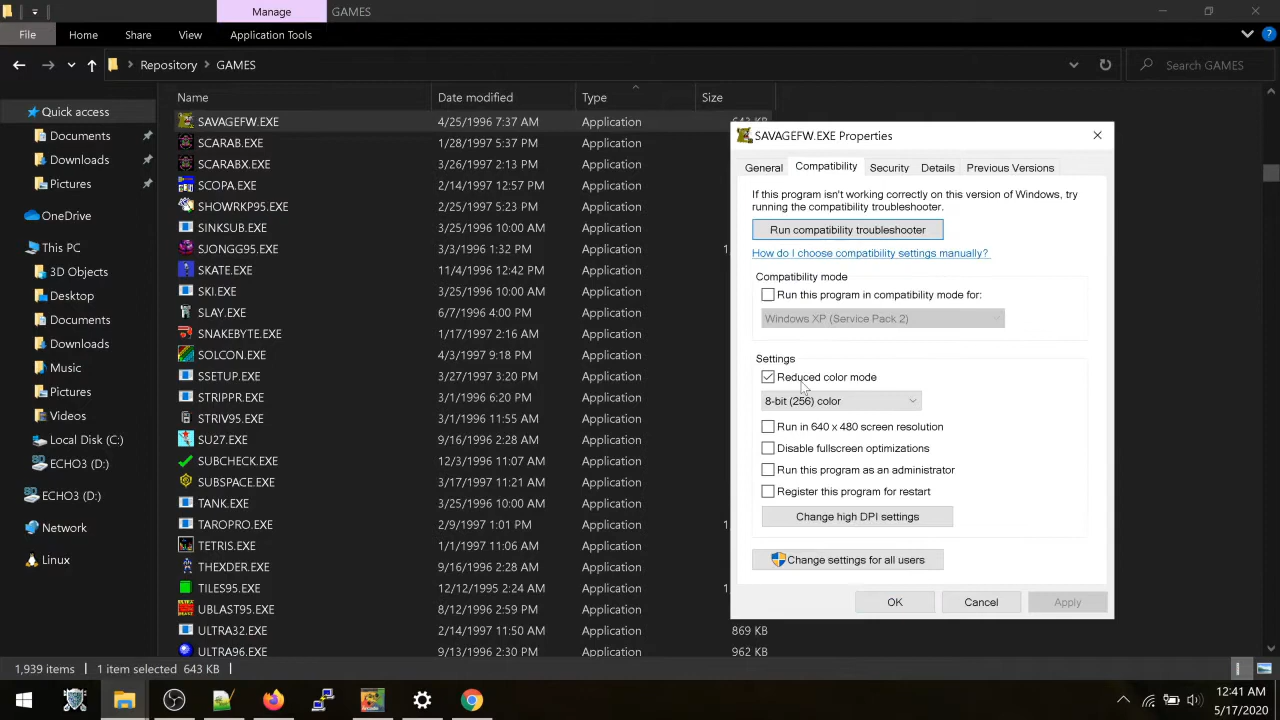 Manage
GAMES
File
Home
Share
View
Application Tools
Repository
GAMES
Search GAMES
Quick access
Documents
Downloads
Pictures
OneDrive
This PC
3D Objects
Desktop
Documents
Downloads
Music
Pictures
Videos
Local Disk (C:)
ECHO3 (D:)
ECHO3 (D:)
Network
Linux
Name Date modified Type Size
SAVAGEFW.EXE 4/25/1996 7:37 AM Application 643 KB
SCARAB.EXE 1/28/1997 5:37 PM Application
SCARABX.EXE 3/26/1997 2:13 PM Application
SCOPA.EXE 2/14/1997 12:57 PM Application
SHOWRKP95.EXE 2/25/1997 5:23 PM Application
SINKSUB.EXE 3/25/1996 10:00 AM Application
SJONGG95.EXE 3/3/1996 1:32 PM Application
SKATE.EXE 11/4/1996 12:42 PM Application
SKI.EXE 3/25/1996 10:00 AM Application
SLAY.EXE 6/7/1996 4:00 PM Application
SNAKEBYTE.EXE 1/17/1997 2:16 AM Application
SOLCON.EXE 4/3/1997 9:18 PM Application
SSETUP.EXE 3/27/1997 3:20 PM Application
STRIPPR.EXE 3/1/1996 6:20 PM Application
STRIV95.EXE 3/1/1996 11:55 AM Application
SU27.EXE 9/16/1996 2:28 AM Application
SUBCHECK.EXE 12/3/1996 11:07 AM Application
SUBSPACE.EXE 3/17/1997 11:21 AM Application
TANK.EXE 3/25/1996 10:00 AM Application
TAROPRO.EXE 2/9/1997 1:01 PM Application
TETRIS.EXE 1/1/1997 11:06 AM Application
THEXDER.EXE 9/16/1996 2:28 AM Application
TILES95.EXE 12/12/1995 2:24 AM Application
UBLAST95.EXE 8/12/1996 2:59 PM Application
ULTRA32.EXE 2/14/1997 11:50 AM Application 869 KB
ULTRA96.EXE 9/13/1996 2:30 PM Application 962 KB
SAVAGEFW.EXE Properties
General Compatibility Security Details Previous Versions
If this program isn't working correctly on this version of Windows, try
running the compatibility troubleshooter.
Run compatibility troubleshooter
How do I choose compatibility settings manually?
Compatibility mode
Run this program in compatibility mode for:
Windows XP (Service Pack 2)
Settings
Reduced color mode
8-bit (256) color
Run in 640 x 480 screen resolution
Disable fullscreen optimizations
Run this program as an administrator
Register this program for restart
Change high DPI settings
Change settings for all users
OK Cancel Apply
1,939 items 1 item selected 643 KB
12:41 AM
5/17/2020